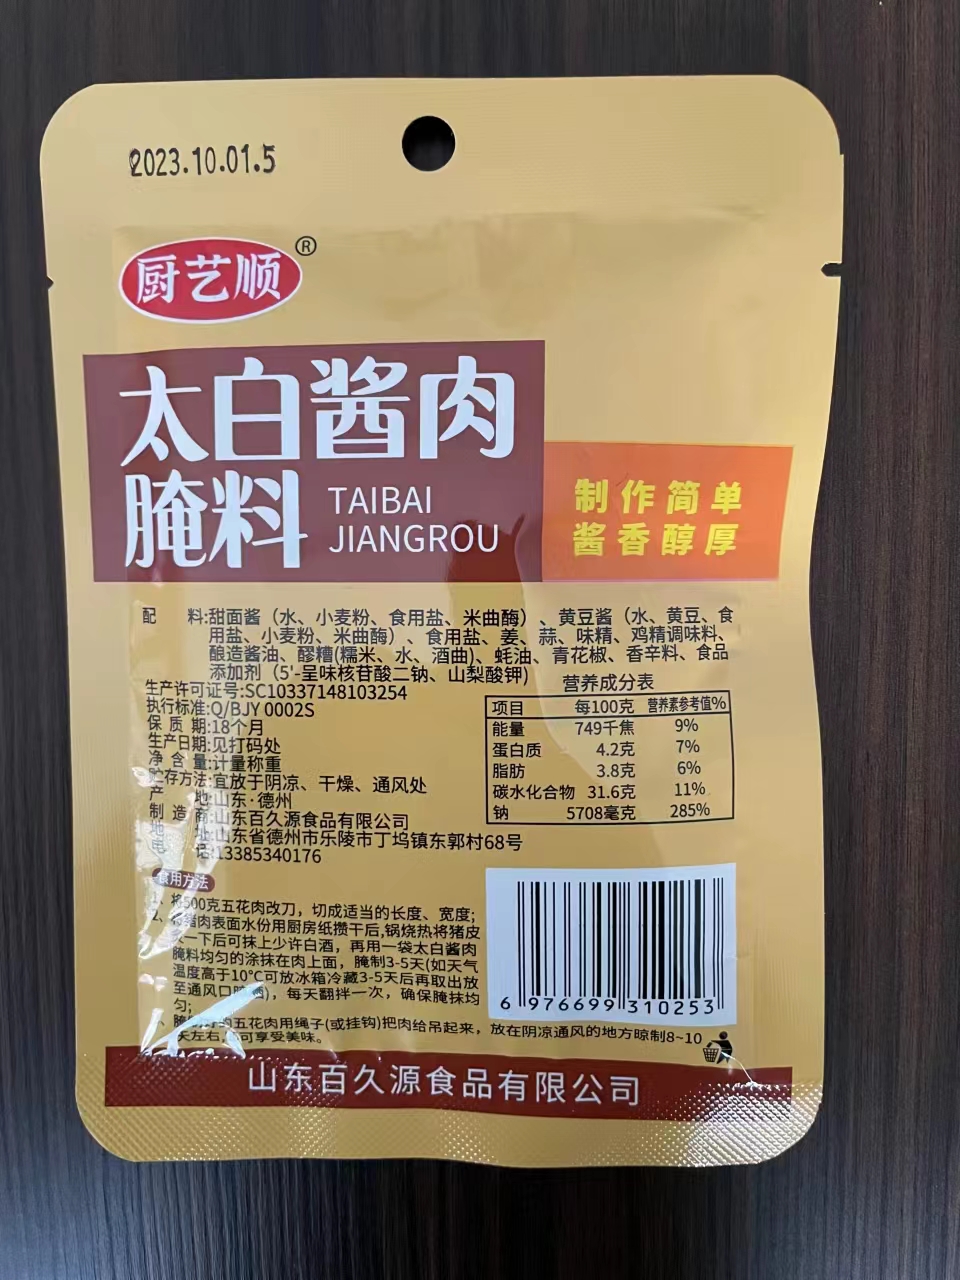 2023.10.01.5
厨艺顺®
太白酱肉
腌料 TAIBAI
JIANGROU
制作简单
酱香醇厚
配 料:甜面酱（水、小麦粉、食用盐、米曲酶）、黄豆酱（水、黄豆、食
用盐、小麦粉、米曲酶）、食用盐、姜、蒜、味精、鸡精调味料、
酿造酱油、醪糟(糯米、水、酒曲)、蚝油、青花椒、香辛料、食品
添加剂（5'-呈味核苷酸二钠、山梨酸钾)
生产许可证号:SC10337148103254
执行标准:Q/BJY 0002S
保 质 期:18个月
生产日期:见打码处
净 含 量:计量称重
贮存方法:宜放于阴凉、干燥、通风处
产 地:山东·德州
制 造 商:山东百久源食品有限公司
地 址:山东省德州市乐陵市丁坞镇东郭村68号
电 话:13385340176
营养成分表
项目 每100克 营养素参考值%
能量 749千焦 9%
蛋白质 4.2克 7%
脂肪 3.8克 6%
碳水化合物 31.6克 11%
钠 5708毫克 285%
食用方法
1、将500克五花肉改刀，切成适当的长度、宽度;
2、将猪肉表面水份用厨房纸攒干后,锅烧热将猪皮
一下后可抹上少许白酒，再用一袋太白酱肉
腌料均匀的涂抹在肉上面，腌制3-5天(如天气
温度高于10°C可放冰箱冷藏3-5天后再取出放
至通风口晾晒)，每天翻拌一次，确保腌抹均
匀;
、腌制好的五花肉用绳子(或挂钩)把肉给吊起来，放在阴凉通风的地方晾制8~10
天左右,即可享受美味。
6 976699 310253
山东百久源食品有限公司